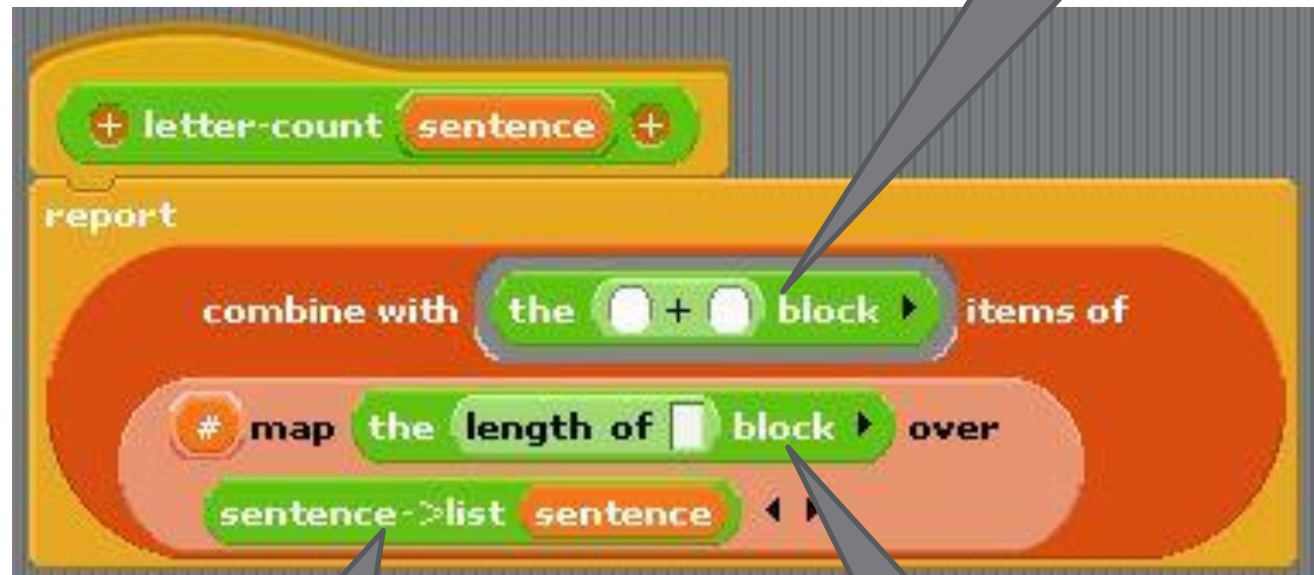 + letter-count sentence +
report
combine with the + block items of
# map the length of block over
sentence->list sentence